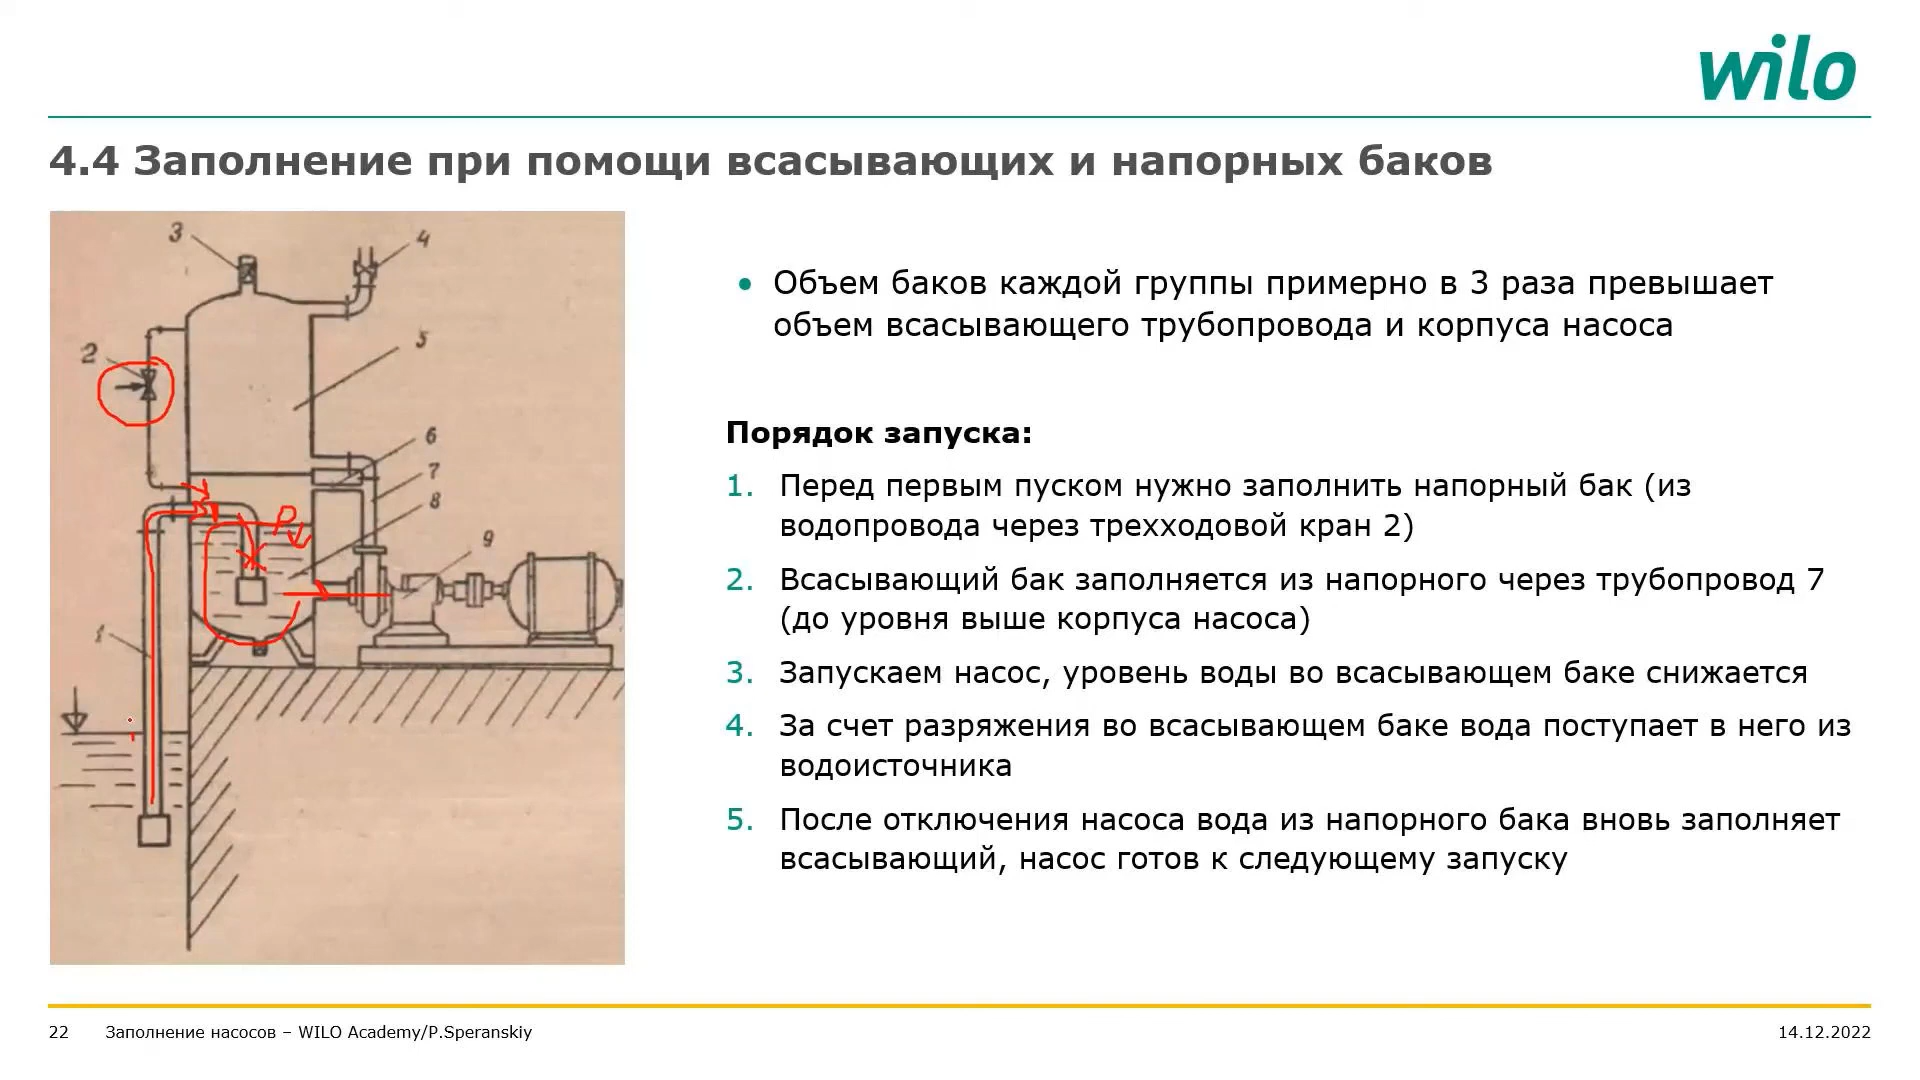 wilo
4.4 Заполнение при помощи всасывающих и напорных баков
3
4
2
5
6
7
8
P
9
1
• Объем баков каждой группы примерно в 3 раза превышает
объем всасывающего трубопровода и корпуса насоса
Порядок запуска:
1. Перед первым пуском нужно заполнить напорный бак (из
водопровода через трехходовой кран 2)
2. Всасывающий бак заполняется из напорного через трубопровод 7
(до уровня выше корпуса насоса)
3. Запускаем насос, уровень воды во всасывающем баке снижается
4. За счет разряжения во всасывающем баке вода поступает в него из
водоисточника
5. После отключения насоса вода из напорного бака вновь заполняет
всасывающий, насос готов к следующему запуску
22 Заполнение насосов – WILO Academy/P.Speranskiy
14.12.2022